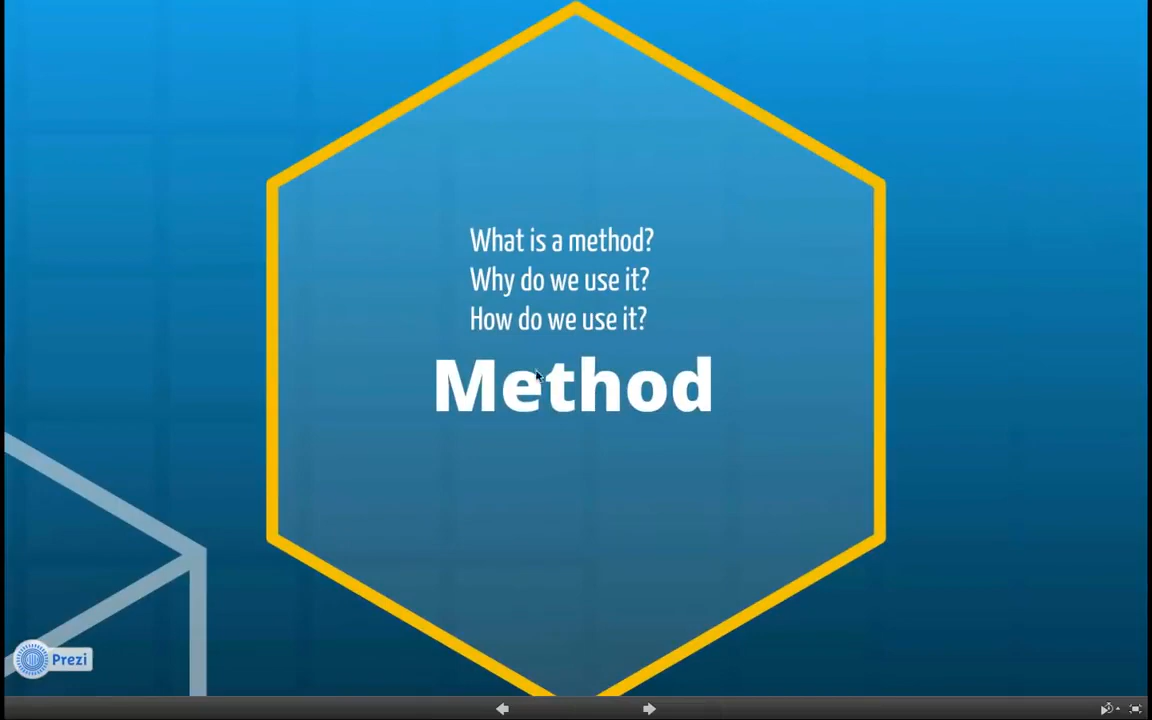 What is a method?
Why do we use it?
How do we use it?
Method
Prezi